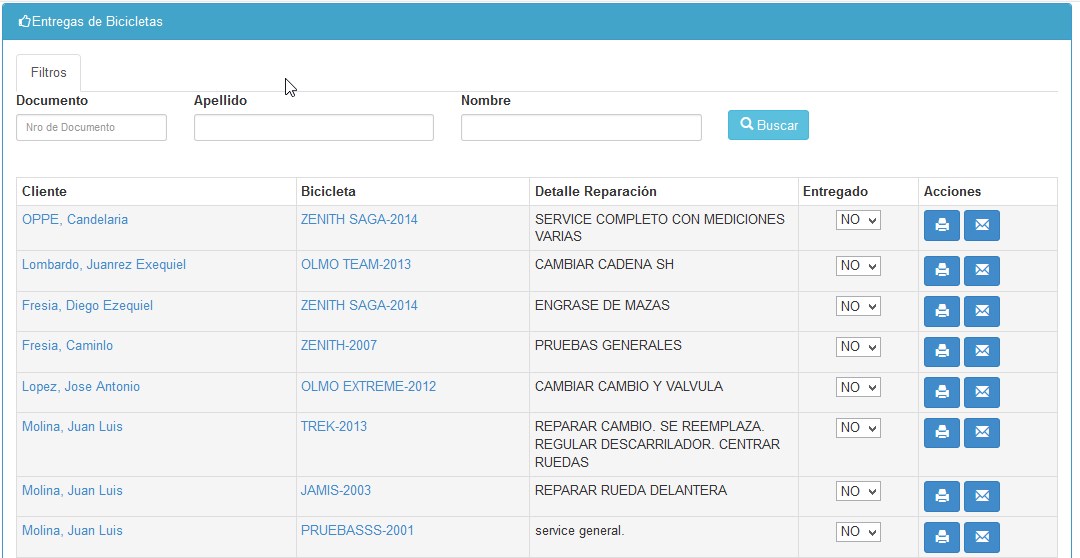 Entregas de Bicicletas
Filtros
Documento Apellido Nombre
Nro de Documento Buscar
Cliente Bicicleta Detalle Reparación Entregado Acciones
OPPE, Candelaria ZENITH SAGA-2014 SERVICE COMPLETO CON MEDICIONES NO
VARIAS
Lombardo, Juanrez Exequiel OLMO TEAM-2013 CAMBIAR CADENA SH NO
Fresia, Diego Ezequiel ZENITH SAGA-2014 ENGRASE DE MAZAS NO
Fresia, Caminlo ZENITH-2007 PRUEBAS GENERALES NO
Lopez, Jose Antonio OLMO EXTREME-2012 CAMBIAR CAMBIO Y VALVULA NO
Molina, Juan Luis TREK-2013 REPARAR CAMBIO. SE REEMPLAZA. NO
REGULAR DESCARRILADOR. CENTRAR
RUEDAS
Molina, Juan Luis JAMIS-2003 REPARAR RUEDA DELANTERA NO
Molina, Juan Luis PRUEBASSS-2001 service general. NO